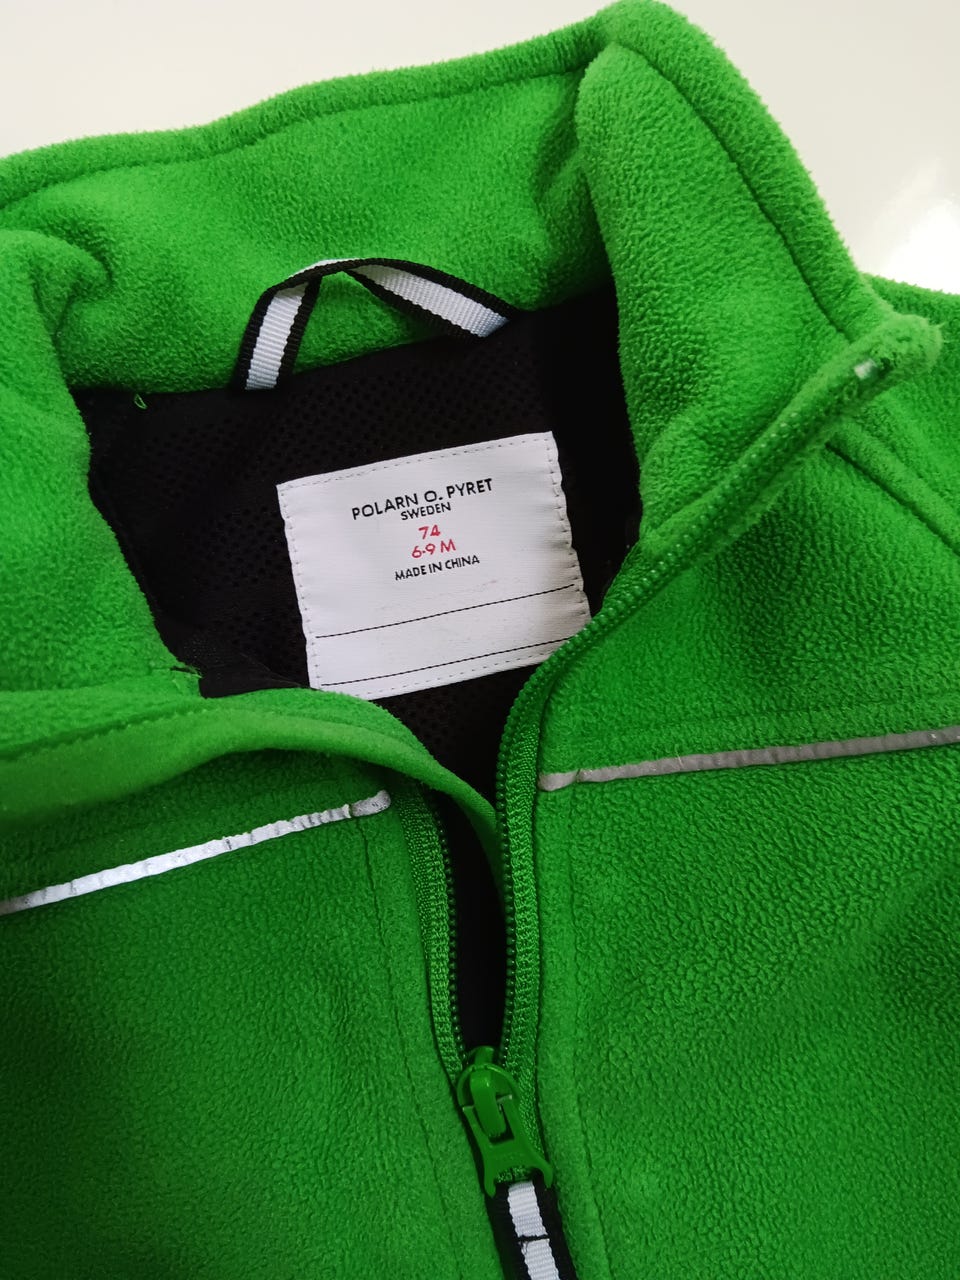 POLARN O. PYRET
SWEDEN
74
6-9 M
MADE IN CHINA